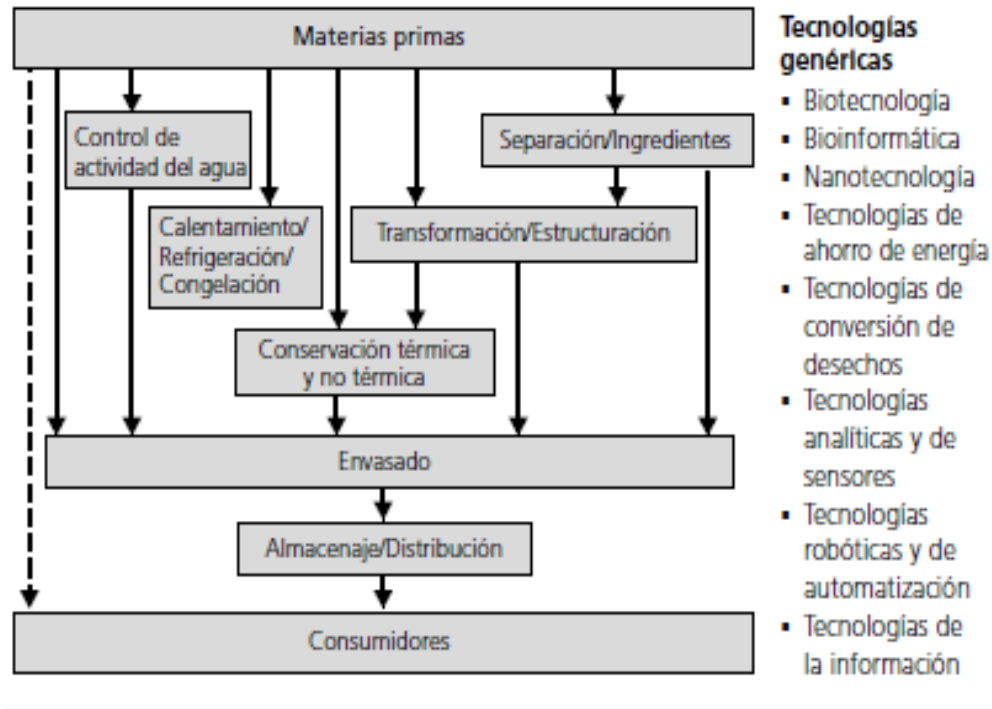 Materias primas
Control de
actividad del agua
Separación/Ingredientes
Calentamiento/
Refrigeración/
Congelación
Transformación/Estructuración
Conservación térmica
y no térmica
Envasado
Almacenaje/Distribución
Consumidores
Tecnologías
genéricas
▪ Biotecnología
▪ Bioinformática
▪ Nanotecnología
▪ Tecnologías de
ahorro de energía
▪ Tecnologías de
conversión de
desechos
▪ Tecnologías
analíticas y de
sensores
▪ Tecnologías
robóticas y de
automatización
▪ Tecnologías de
la información